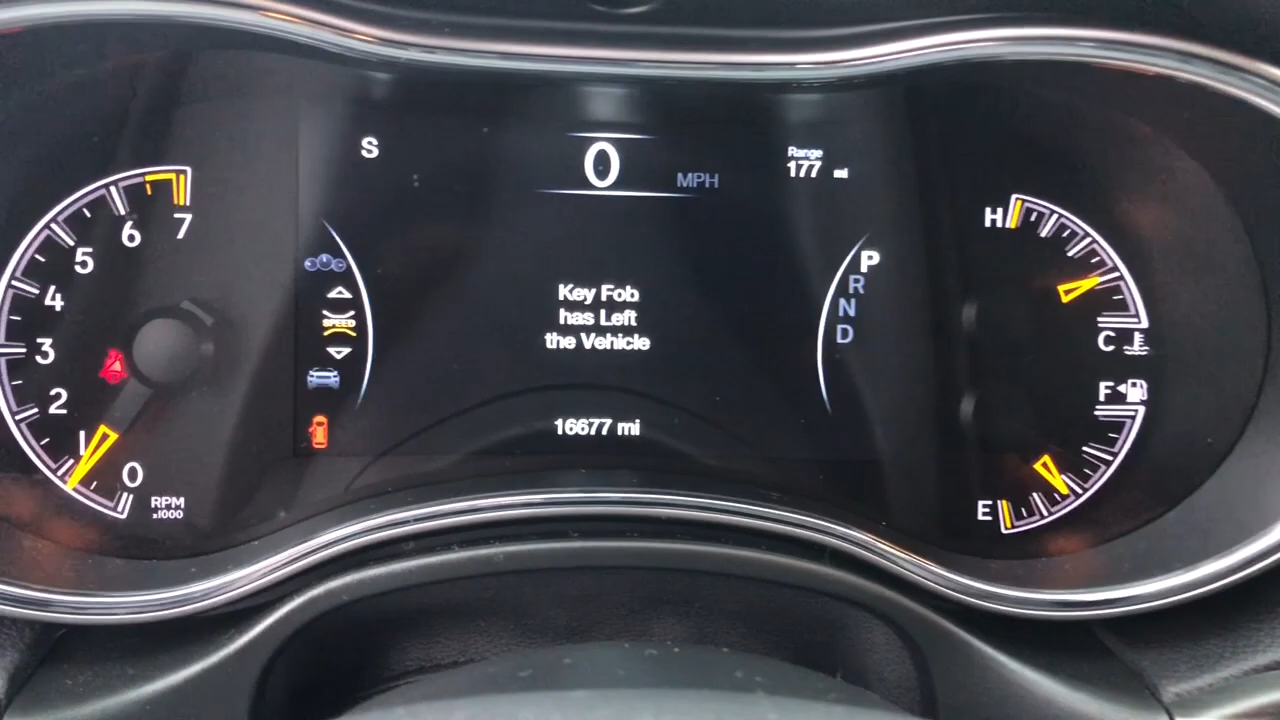 S
0 MPH
Range
177 mi
7
6
5
4
3
2
1
0
RPM
x1000
SPEED
Key Fob
has Left
the Vehicle
16677 mi
P
R
N
D
H
C
F
E